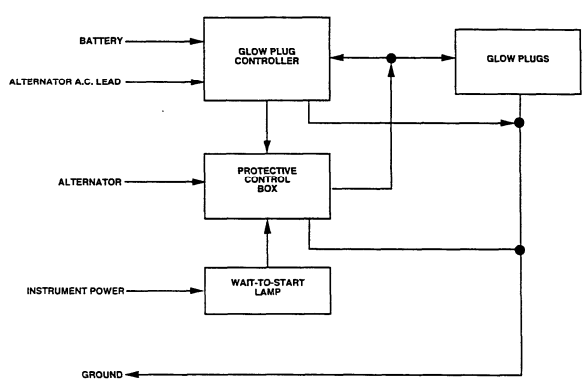 BATTERY
ALTERNATOR A.C. LEAD
GLOW PLUG
CONTROLLER
GLOW PLUGS
ALTERNATOR
PROTECTIVE
CONTROL
BOX
INSTRUMENT POWER
WAIT-TO-START
LAMP
GROUND